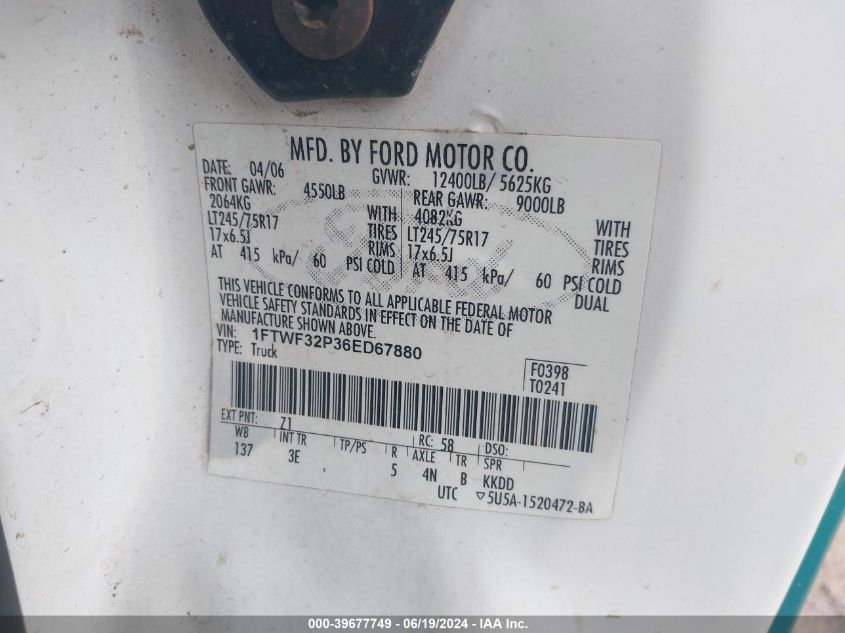 MFD. BY FORD MOTOR CO.
DATE: 04/06 GVWR: 12400LB/ 5625KG
FRONT GAWR: 4550LB REAR GAWR: 9000LB
2064KG WITH 4082KG WITH
LT245/75R17 TIRES LT245/75R17 TIRES
17x6.5J RIMS 17x6.5J RIMS
AT 415 kPa/ 60 PSI COLD AT 415 kPa/ 60 PSI COLD
DUAL
THIS VEHICLE CONFORMS TO ALL APPLICABLE FEDERAL MOTOR
VEHICLE SAFETY STANDARDS IN EFFECT ON THE DATE OF
MANUFACTURE SHOWN ABOVE.
VIN: 1FTWF32P36ED67880
TYPE: Truck
F0398
T0241
EXT PNT: Z1 RC: 58 DSO:
WB INT TR TP/PS R AXLE TR SPR
137 3E 5 4N B KKDD
UTC ▽5U5A-1520472-BA
000-39677749 - 06/19/2024 - IAA Inc.